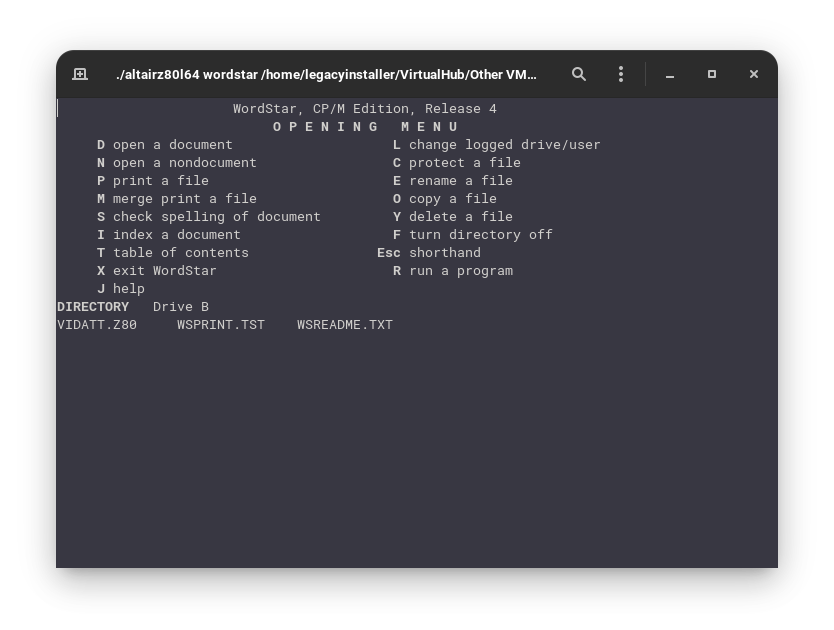 ./altairz80l64 wordstar /home/legacyinstaller/VirtualHub/Other VM…
WordStar, CP/M Edition, Release 4
O P E N I N G   M E N U
D open a document   L change logged drive/user
N open a nondocument   C protect a file
P print a file   E rename a file
M merge print a file   O copy a file
S check spelling of document   Y delete a file
I index a document   F turn directory off
T table of contents   Esc shorthand
X exit WordStar   R run a program
J help
DIRECTORY   Drive B
VIDATT.Z80   WSPRINT.TST   WSREADME.TXT